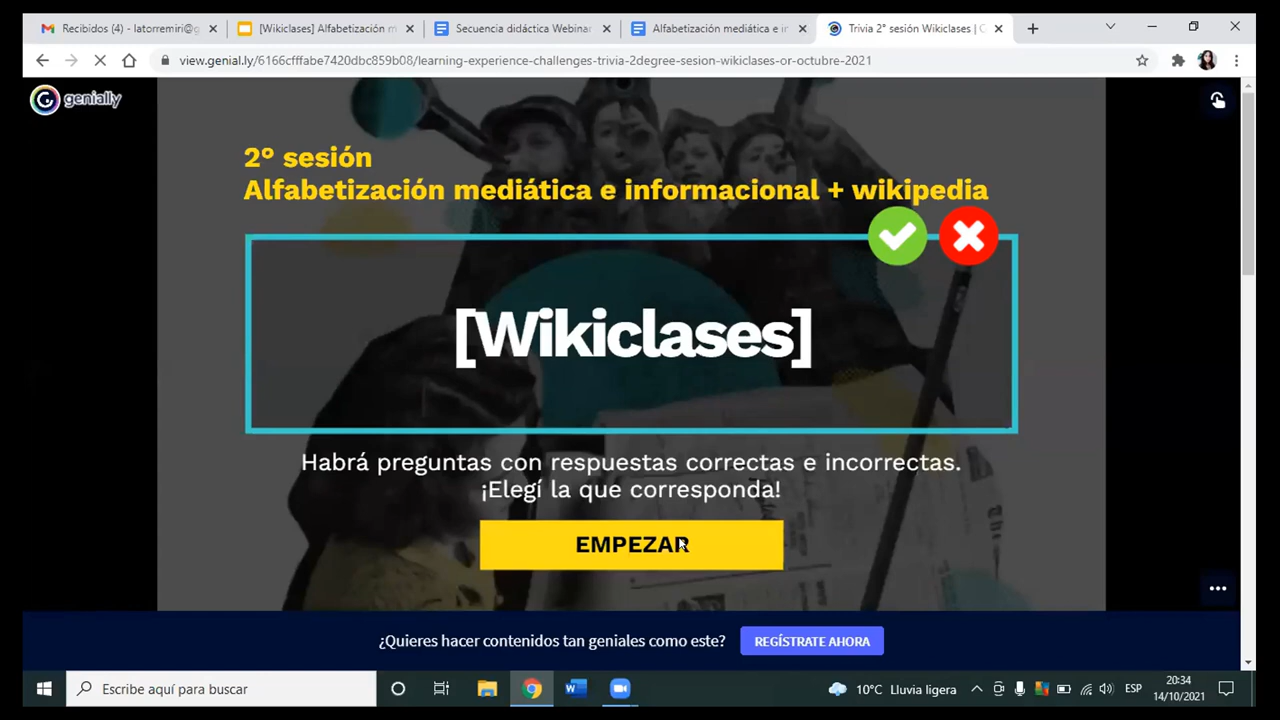 Recibidos (4) - latorremiri@g
[Wikiclases] Alfabetización m
Secuencia didáctica Webinar
Alfabetización mediática e in
Trivia 2° sesión Wikiclases |
view.genial.ly/6166cfffabe7420dbc859b08/learning-experience-challenges-trivia-2degree-sesion-wikiclases-or-octubre-2021
genially
2° sesión
Alfabetización mediática e informacional + wikipedia
[Wikiclases]
Habrá preguntas con respuestas correctas e incorrectas.
¡Elegí la que corresponda!
EMPEZAR
¿Quieres hacer contenidos tan geniales como este?
REGÍSTRATE AHORA
Escribe aquí para buscar
10°C Lluvia ligera
ESP
20:34
14/10/2021